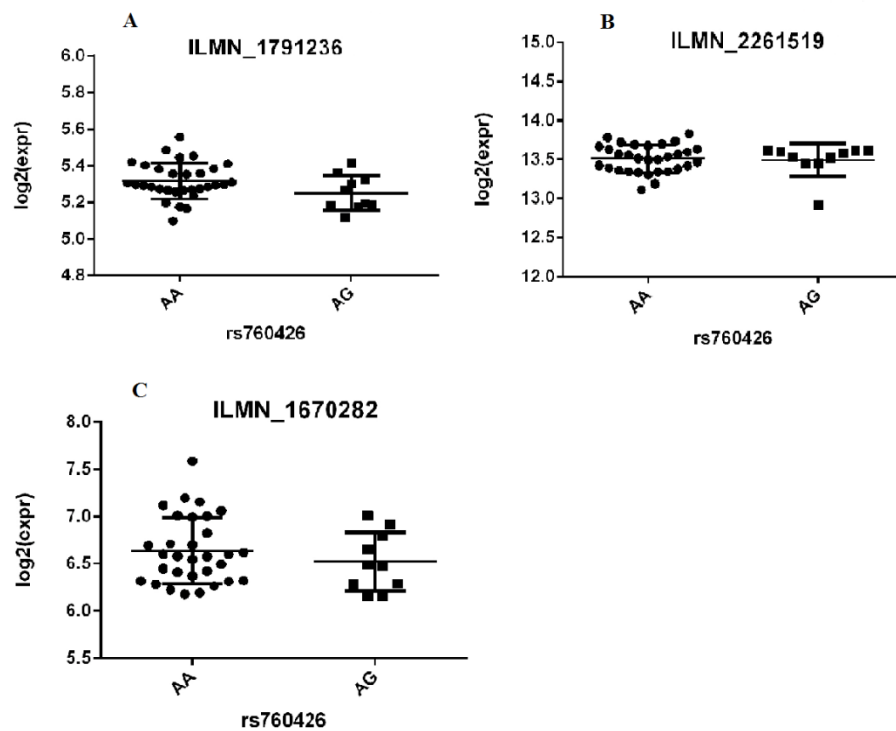 A
ILMN_1791236
log2(expr)
6.0
5.8
5.6
5.4
5.2
5.0
4.8
AA
AG
rs760426
B
ILMN_2261519
log2(expr)
15.0
14.5
14.0
13.5
13.0
12.5
12.0
AA
AG
rs760426
C
ILMN_1670282
log2(expr)
8.0
7.5
7.0
6.5
6.0
5.5
AA
AG
rs760426